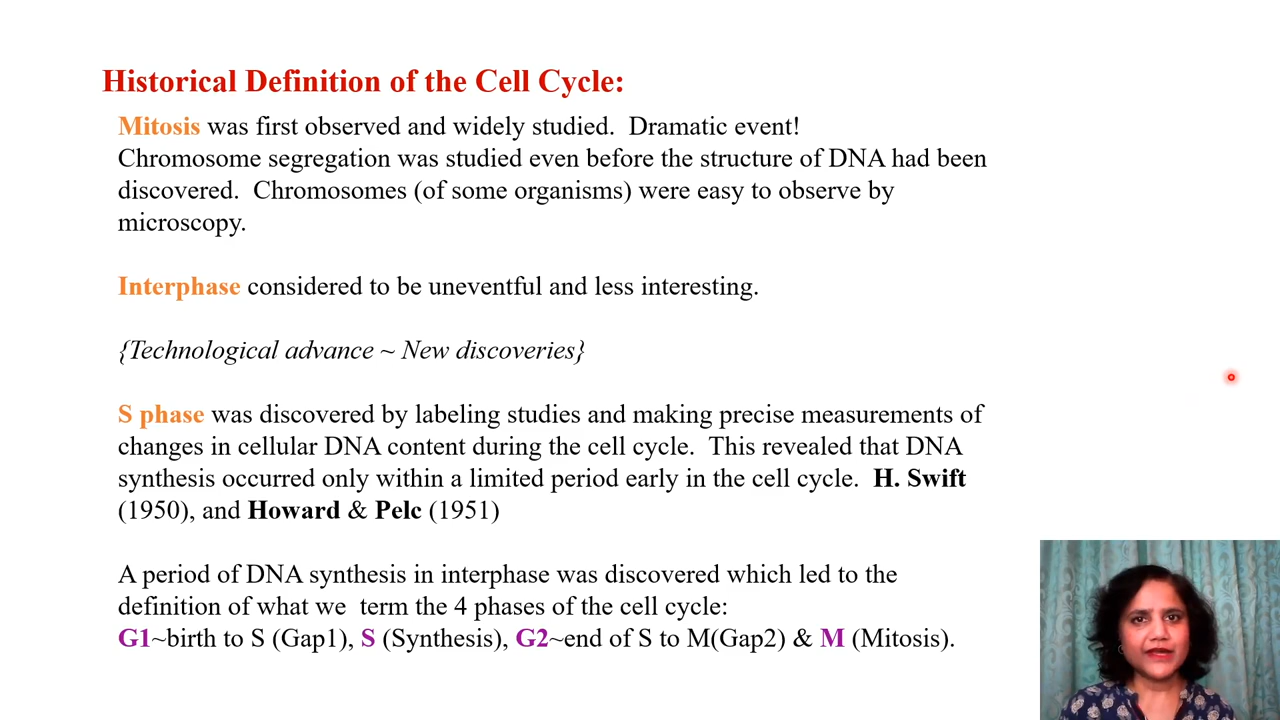 Historical Definition of the Cell Cycle:
Mitosis was first observed and widely studied.  Dramatic event!
Chromosome segregation was studied even before the structure of DNA had been
discovered.  Chromosomes (of some organisms) were easy to observe by
microscopy.
Interphase considered to be uneventful and less interesting.
{Technological advance ~ New discoveries}
S phase was discovered by labeling studies and making precise measurements of
changes in cellular DNA content during the cell cycle.  This revealed that DNA
synthesis occurred only within a limited period early in the cell cycle.  H. Swift
(1950), and Howard & Pelc (1951)
A period of DNA synthesis in interphase was discovered which led to the
definition of what we  term the 4 phases of the cell cycle:
G1~birth to S (Gap1), S (Synthesis), G2~end of S to M(Gap2) & M (Mitosis).